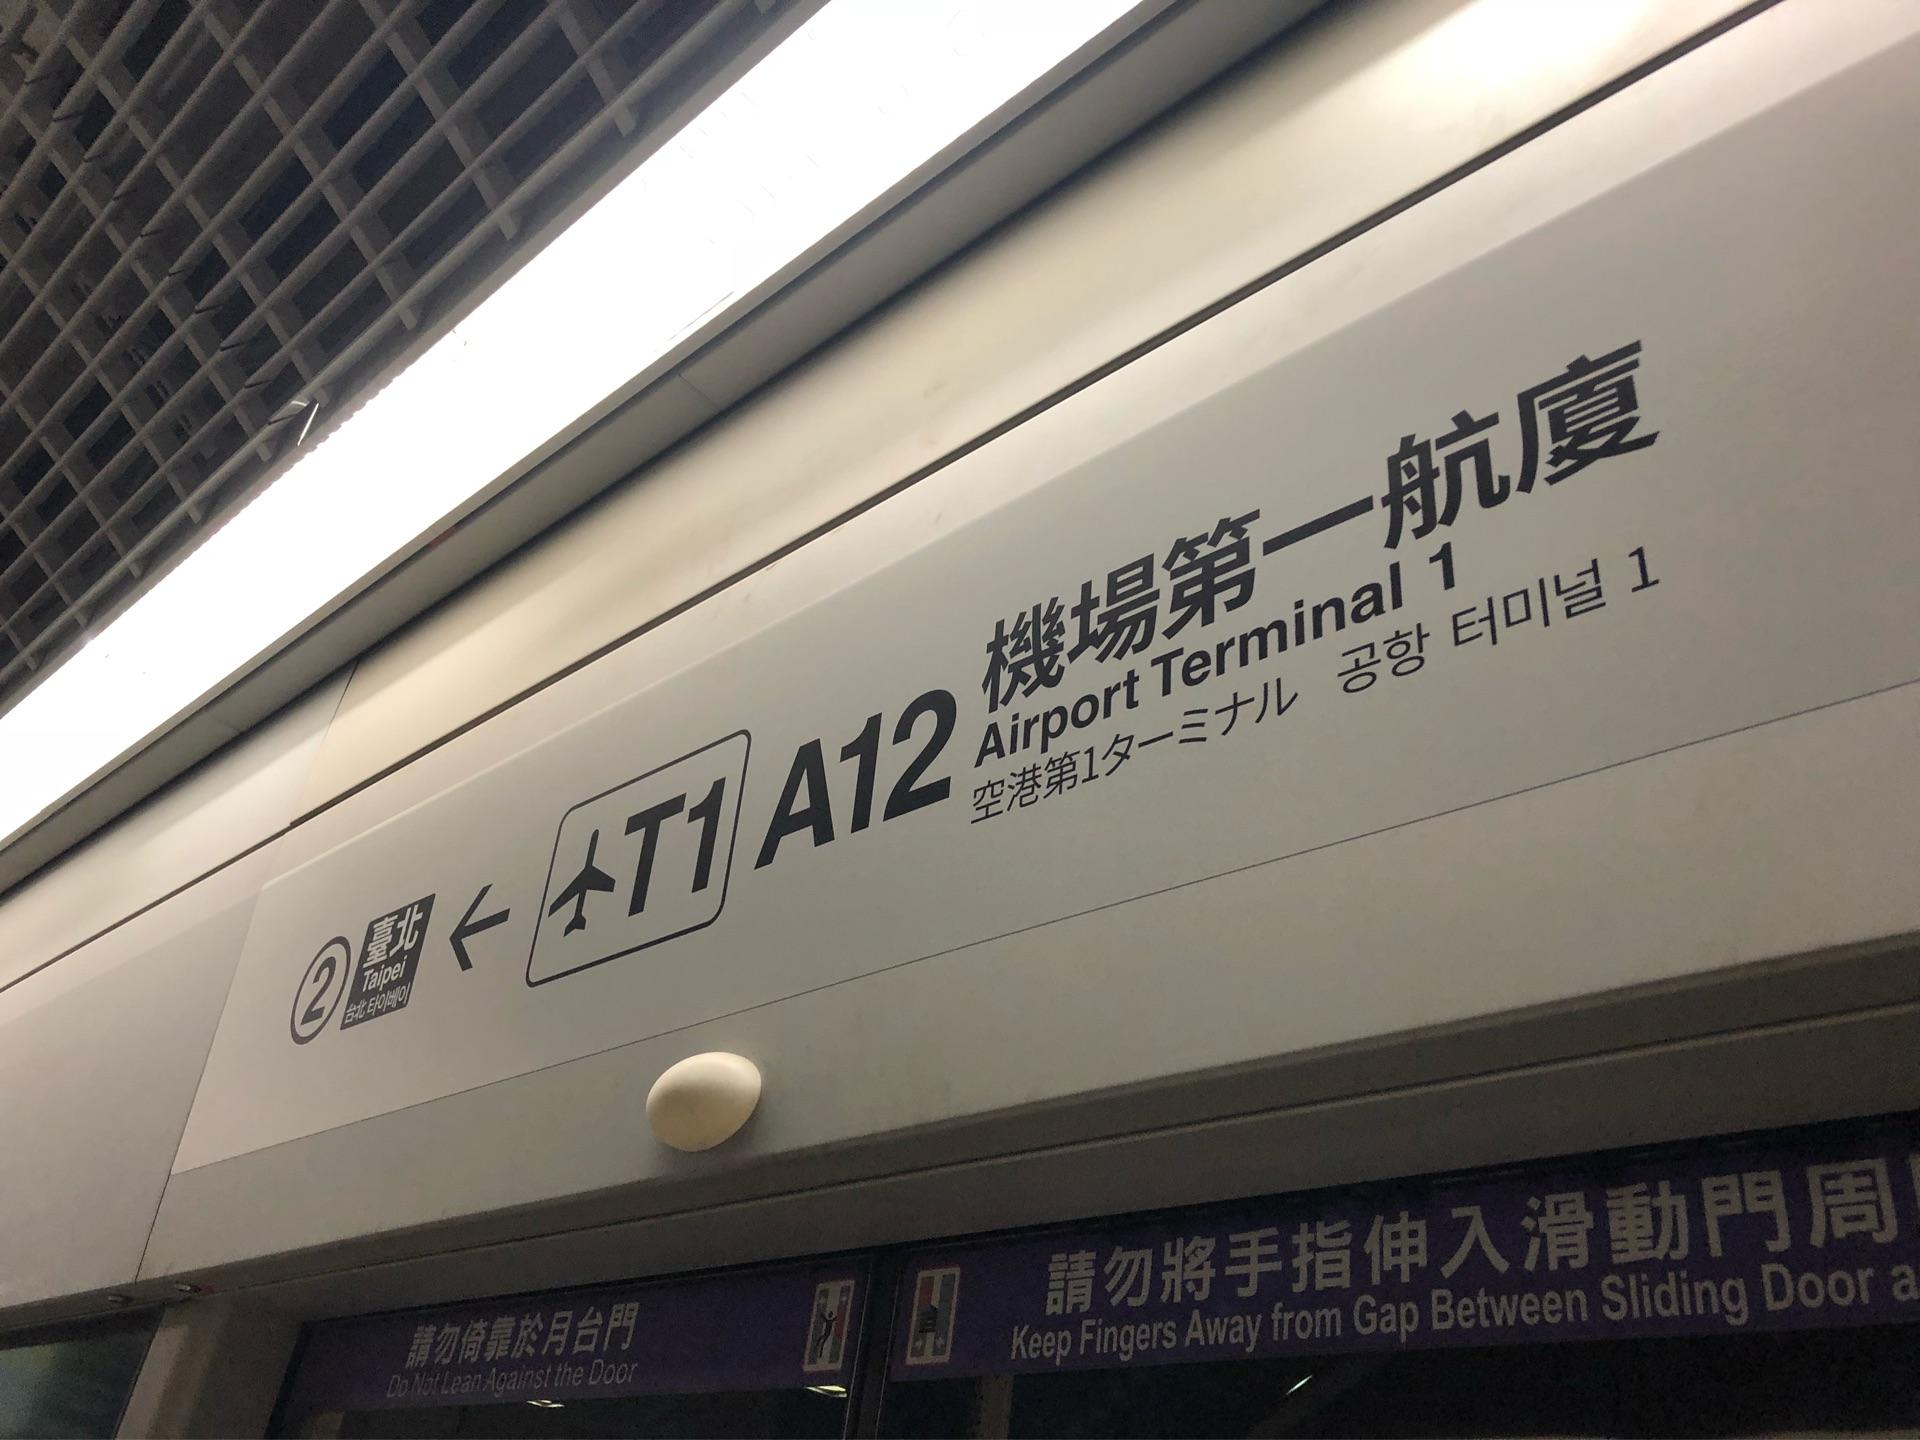 2
臺北
Taipei
台北 타이베이
← T1 A12
機場第一航廈
Airport Terminal 1
空港第1ターミナル 공항 터미널 1
請勿倚靠於月台門
Do Not Lean Against the Door
請勿將手指伸入滑動門周
Keep Fingers Away from Gap Between Sliding Door a